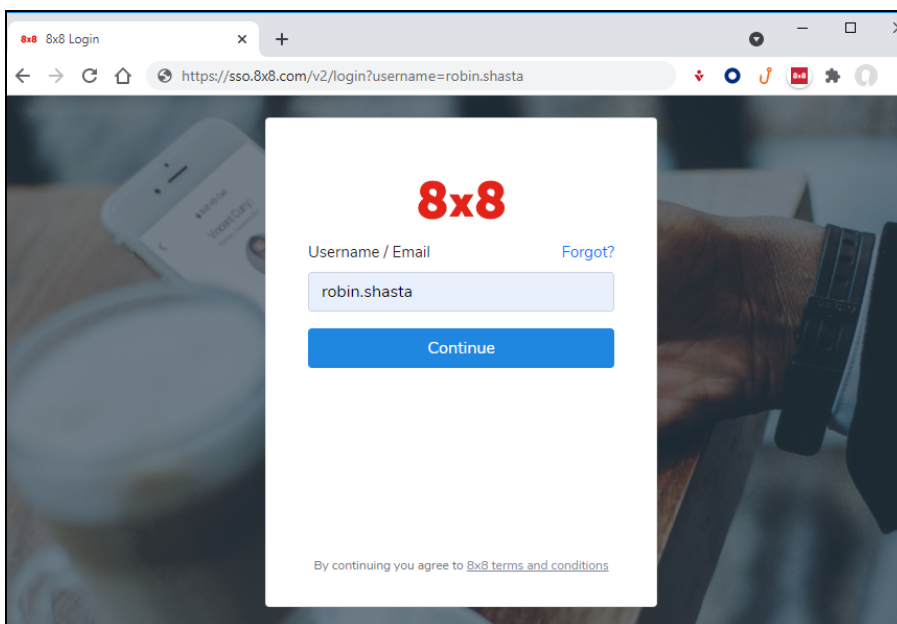 8x8 8x8 Login
https://sso.8x8.com/v2/login?username=robin.shasta
8x8
Username / Email Forgot?
robin.shasta
Continue
By continuing you agree to 8x8 terms and conditions